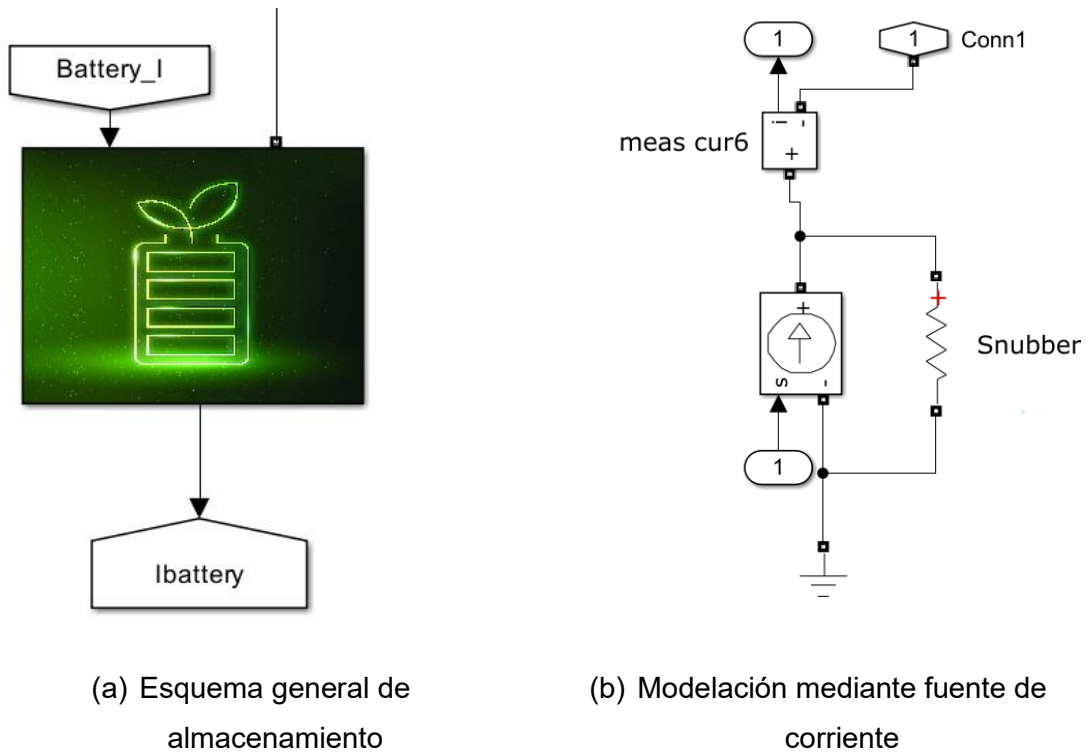 Battery_I
Ibattery
1
1
Conn1
meas cur6
i
-
+
+
s
-
1
+
Snubber
(a) Esquema general de
almacenamiento
(b) Modelación mediante fuente de
corriente